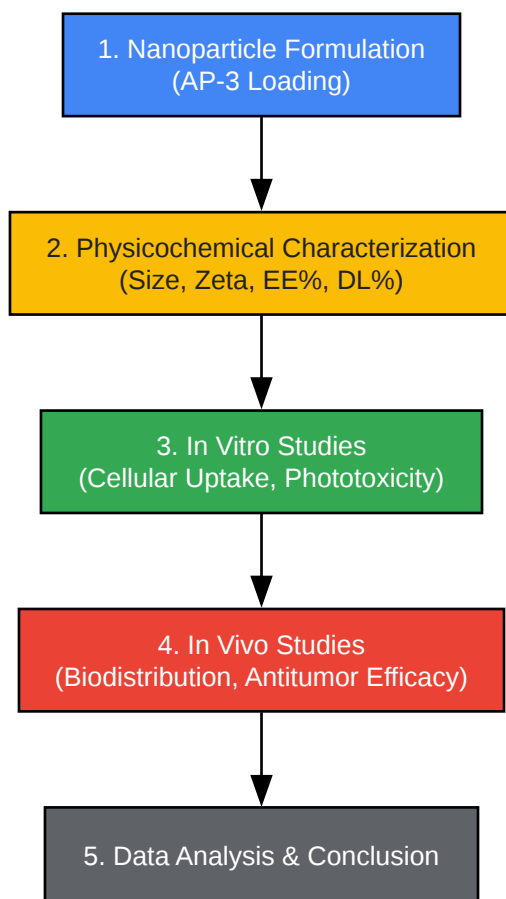 1. Nanoparticle Formulation
(AP-3 Loading)
2. Physicochemical Characterization
(Size, Zeta, EE%, DL%)
3. In Vitro Studies
(Cellular Uptake, Phototoxicity)
4. In Vivo Studies
(Biodistribution, Antitumor Efficacy)
5. Data Analysis & Conclusion